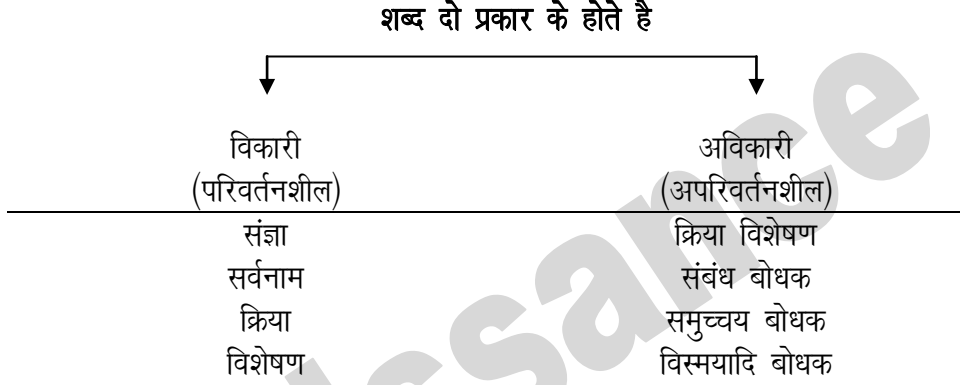 शब्द दो प्रकार के होते है
विकारी अविकारी
(परिवर्तनशील) (अपरिवर्तनशील)
संज्ञा क्रिया विशेषण
सर्वनाम संबंध बोधक
क्रिया समुच्चय बोधक
विशेषण विस्मयादि बोधक